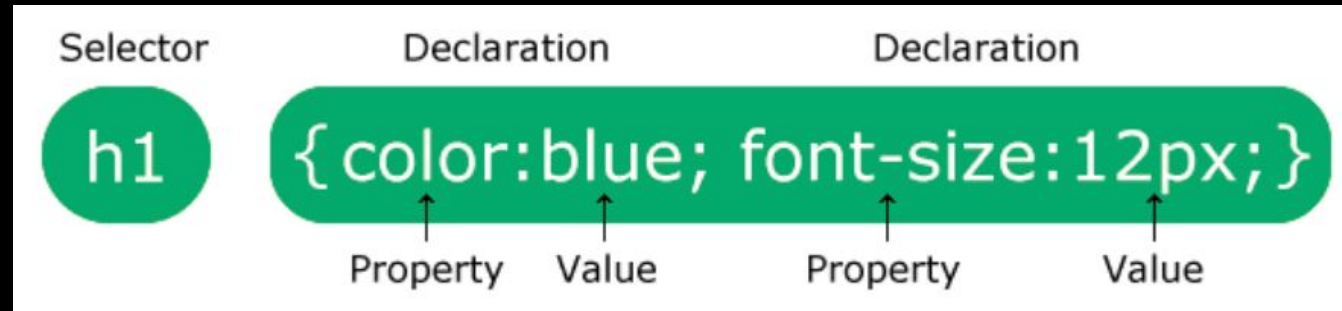 Selector Declaration Declaration
h1 {color:blue; font-size:12px;}
Property Value Property Value